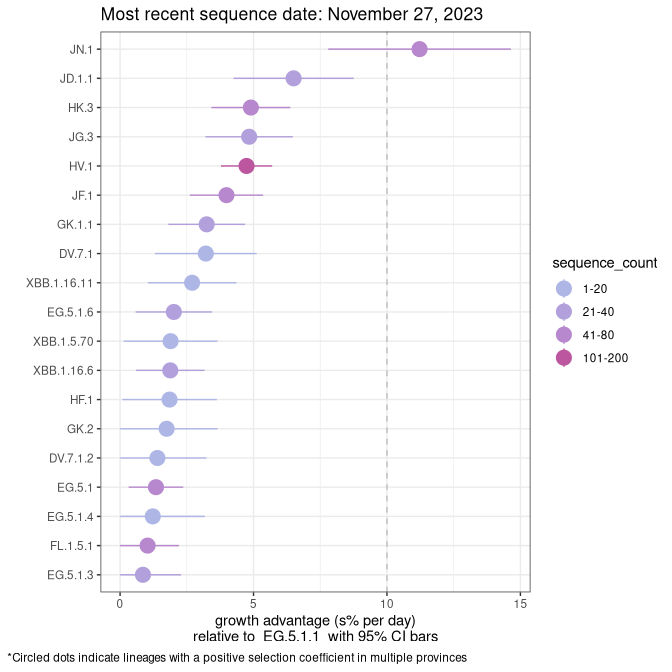 Most recent sequence date: November 27, 2023
JN.1
JD.1.1
HK.3
JG.3
HV.1
JF.1
GK.1.1
DV.7.1
XBB.1.16.11
EG.5.1.6
XBB.1.5.70
XBB.1.16.6
HF.1
GK.2
DV.7.1.2
EG.5.1
EG.5.1.4
FL.1.5.1
EG.5.1.3
0 5 10 15
growth advantage (s% per day)
relative to EG.5.1.1 with 95% CI bars
sequence_count
1-20
21-40
41-80
101-200
*Circled dots indicate lineages with a positive selection coefficient in multiple provinces